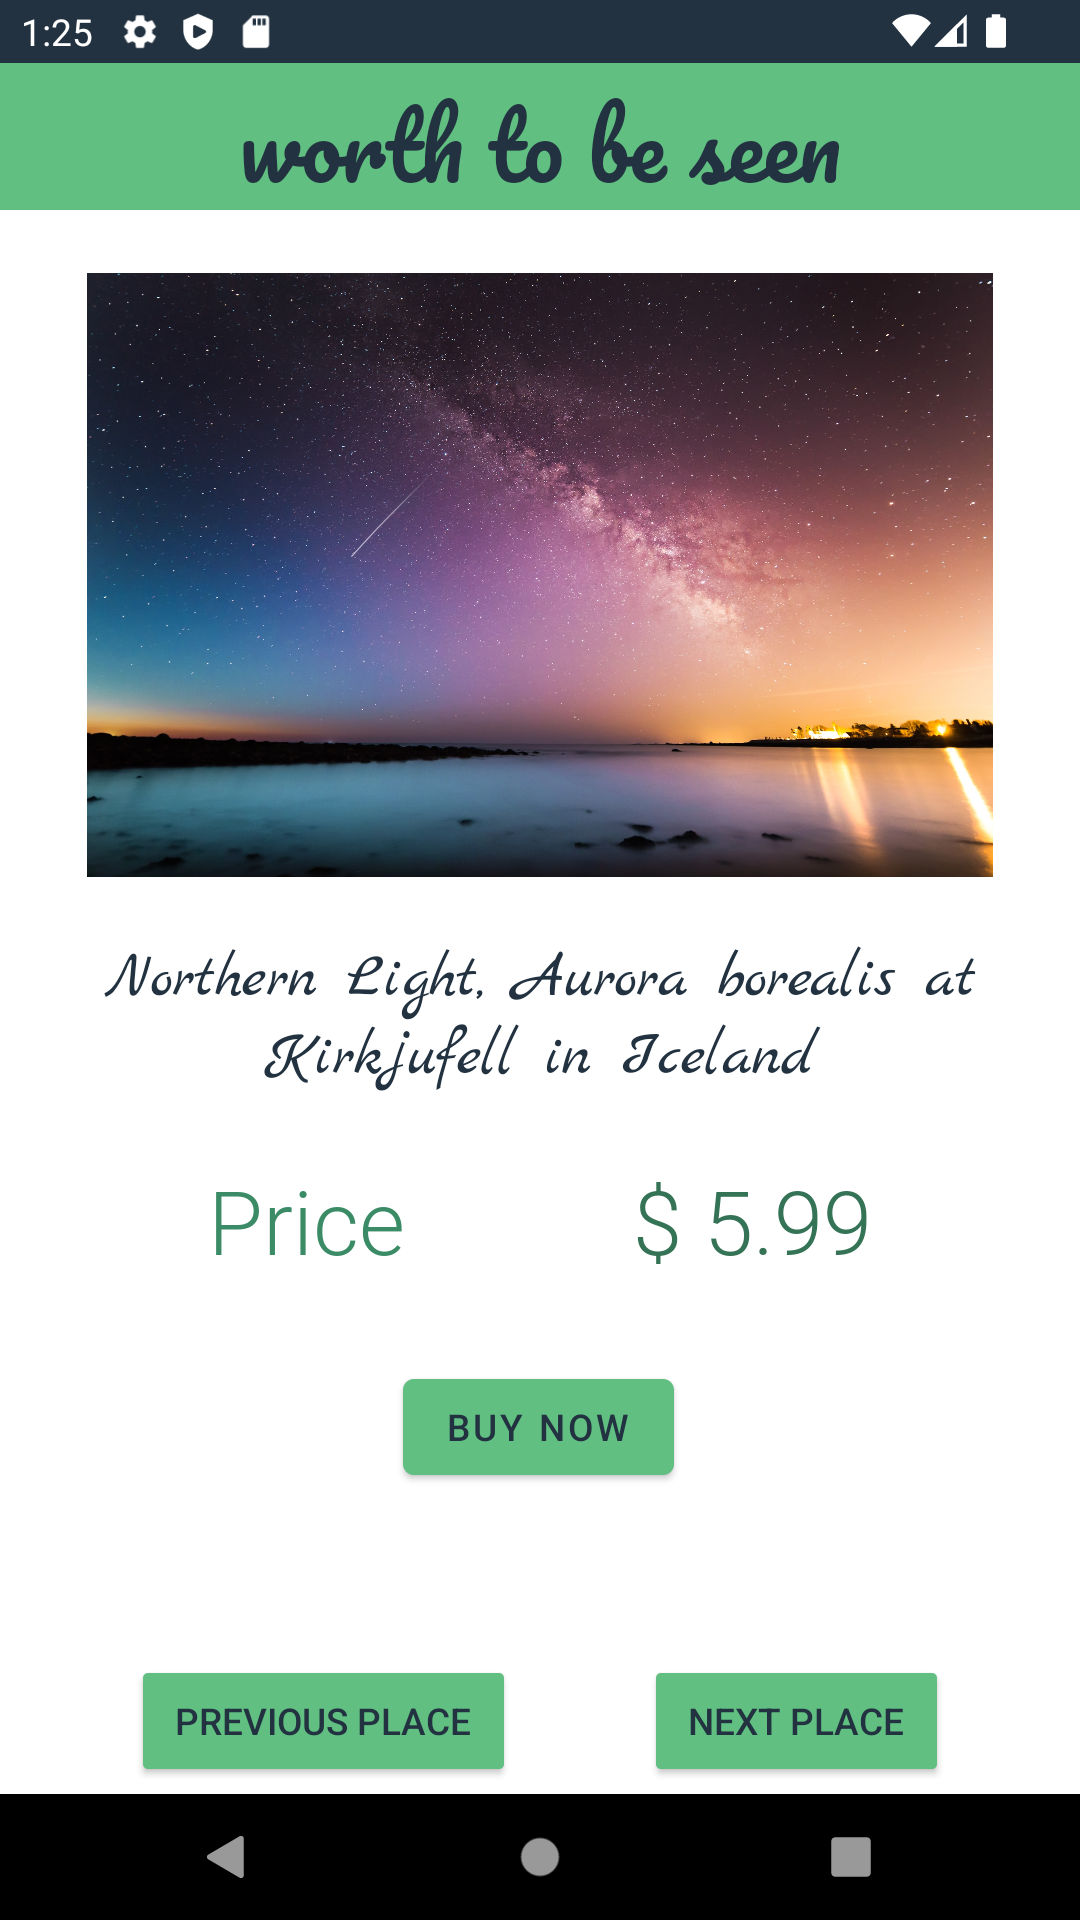 1:25
worth to be seen
Northern Light, Aurora borealis at
Kirkjufell in Iceland
Price $ 5.99
BUY NOW
PREVIOUS PLACE NEXT PLACE